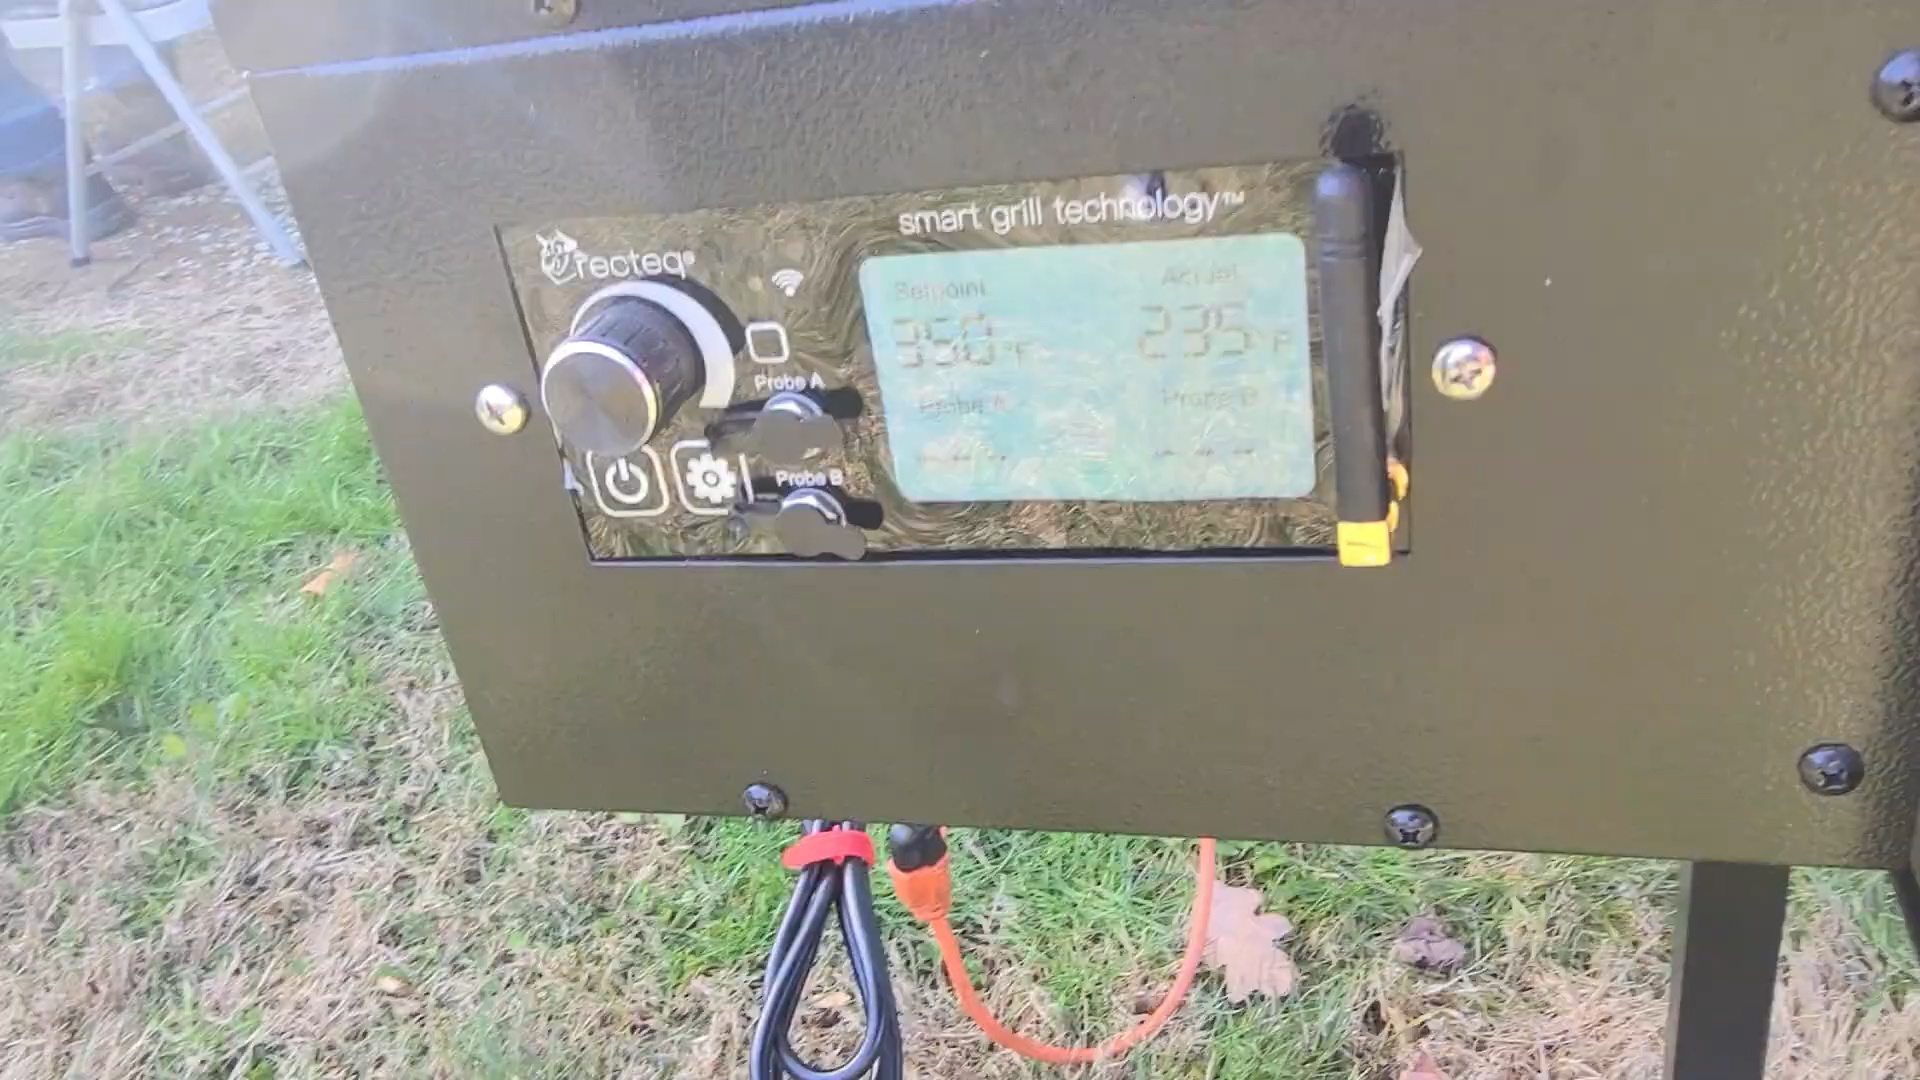 smart grill technology™
recteq®
Setpoint
Actual
350°F
235°F
Probe A
Probe A
Probe B
Probe B